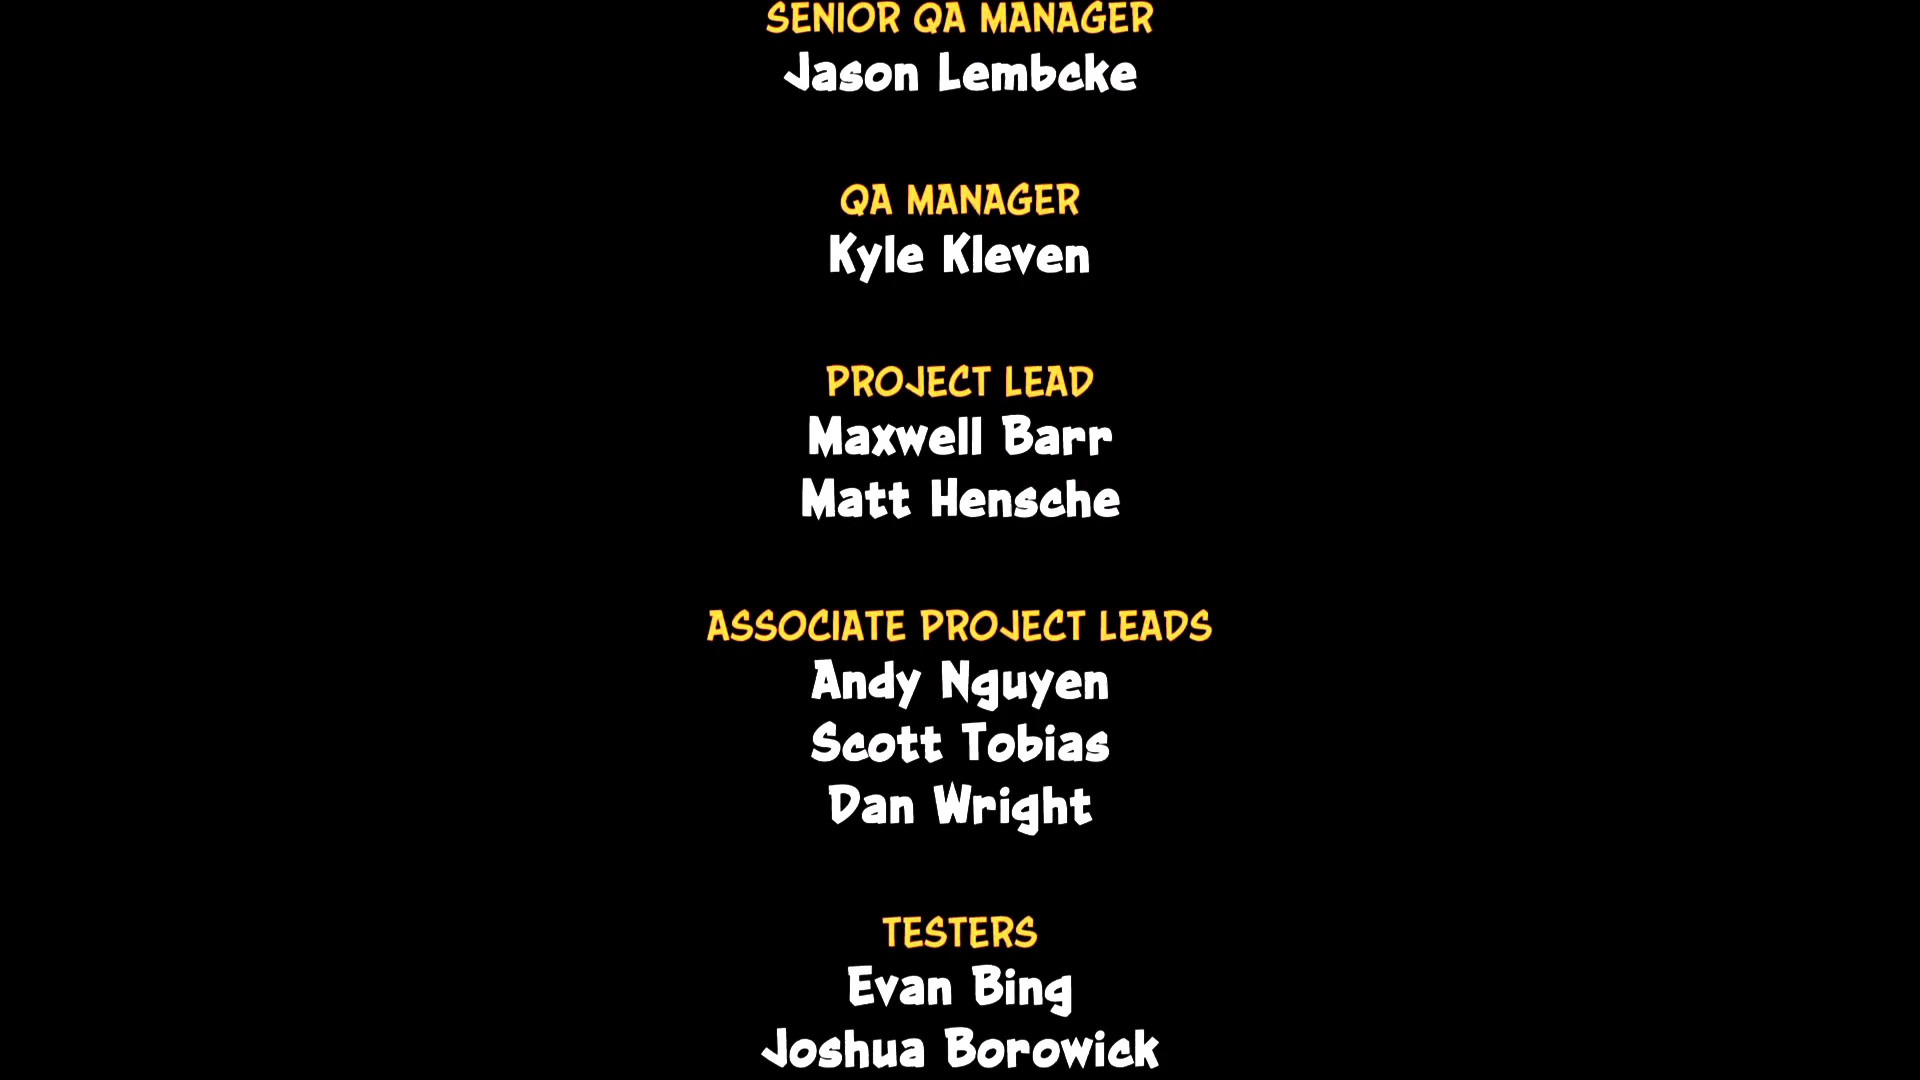 SENIOR QA MANAGER
Jason Lembcke
QA MANAGER
Kyle Kleven
PROJECT LEAD
Maxwell Barr
Matt Hensche
ASSOCIATE PROJECT LEADS
Andy Nguyen
Scott Tobias
Dan Wright
TESTERS
Evan Bing
Joshua Borowick